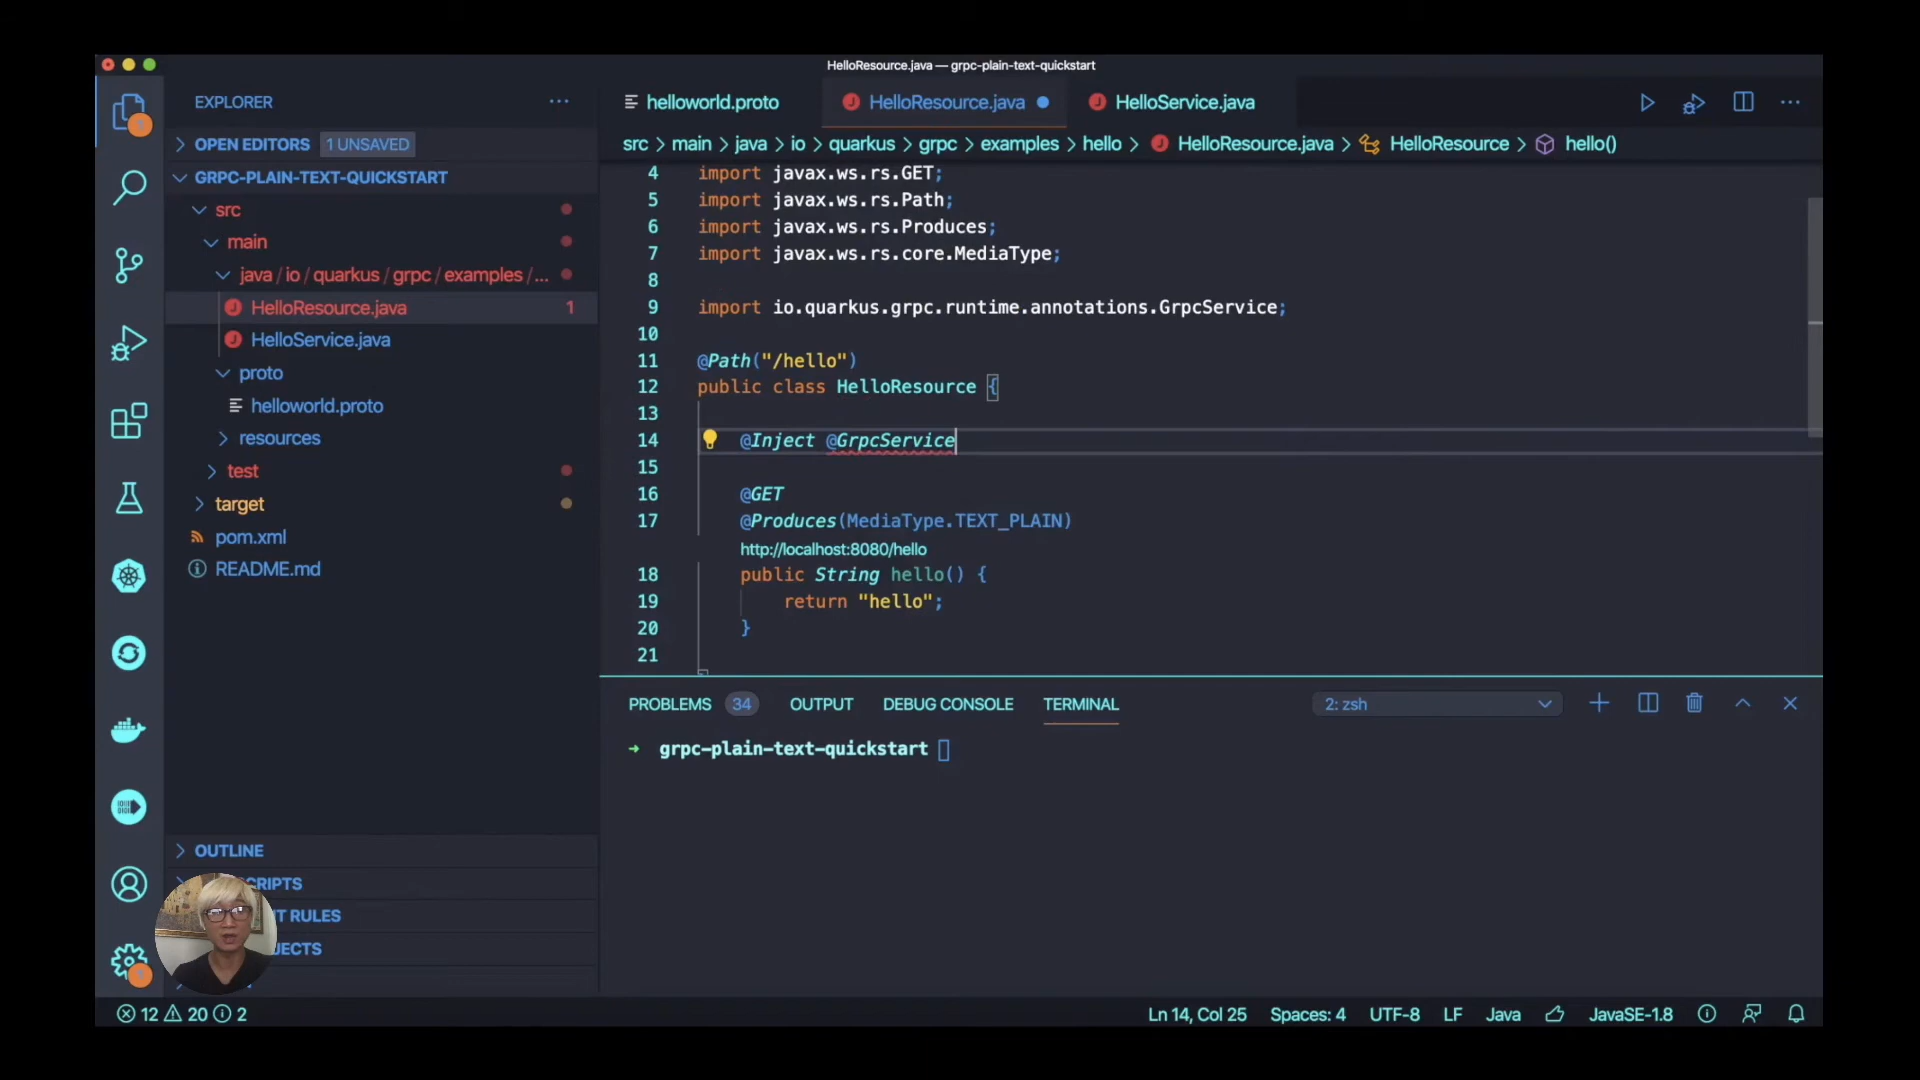 HelloResource.java — grpc-plain-text-quickstart
EXPLORER
OPEN EDITORS 1 UNSAVED
GRPC-PLAIN-TEXT-QUICKSTART
src
main
java / io / quarkus / grpc / examples / ...
HelloResource.java 1
HelloService.java
proto
helloworld.proto
resources
test
target
pom.xml
README.md
OUTLINE
helloworld.proto HelloResource.java HelloService.java
src > main > java > io > quarkus > grpc > examples > hello > HelloResource.java > HelloResource > hello()
4 import javax.ws.rs.GET;
5 import javax.ws.rs.Path;
6 import javax.ws.rs.Produces;
7 import javax.ws.rs.core.MediaType;
8
9 import io.quarkus.grpc.runtime.annotations.GrpcService;
10
11 @Path("/hello")
12 public class HelloResource {
13
14 @Inject @GrpcService
15
16 @GET
17 @Produces(MediaType.TEXT_PLAIN)
http://localhost:8080/hello
18 public String hello() {
19 return "hello";
20 }
21
PROBLEMS 34 OUTPUT DEBUG CONSOLE TERMINAL 2: zsh
→ grpc-plain-text-quickstart
12 20 2 Ln 14, Col 25 Spaces: 4 UTF-8 LF Java JavaSE-1.8